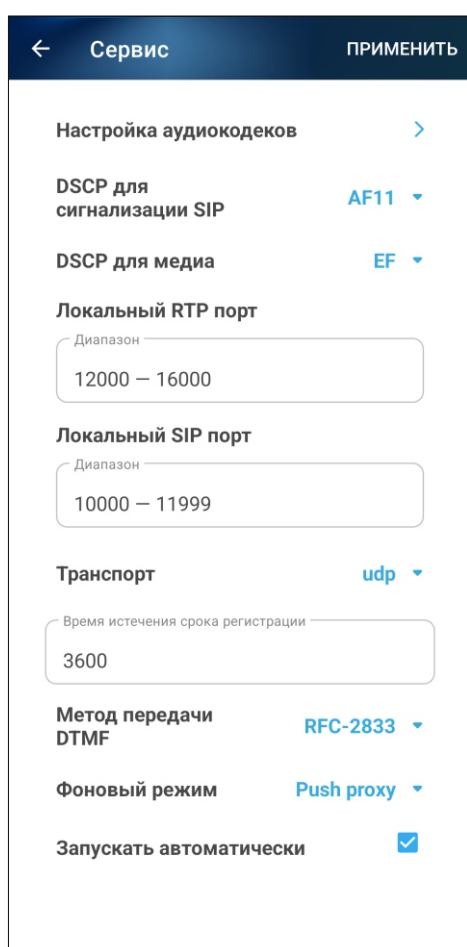 Сервис ПРИМЕНИТЬ
Настройка аудиокодеков
DSCP для
сигнализации SIP AF11
DSCP для медиа EF
Локальный RTP порт
Диапазон
12000 — 16000
Локальный SIP порт
Диапазон
10000 — 11999
Транспорт udp
Время истечения срока регистрации
3600
Метод передачи
DTMF RFC-2833
Фоновый режим Push proxy
Запускать автоматически